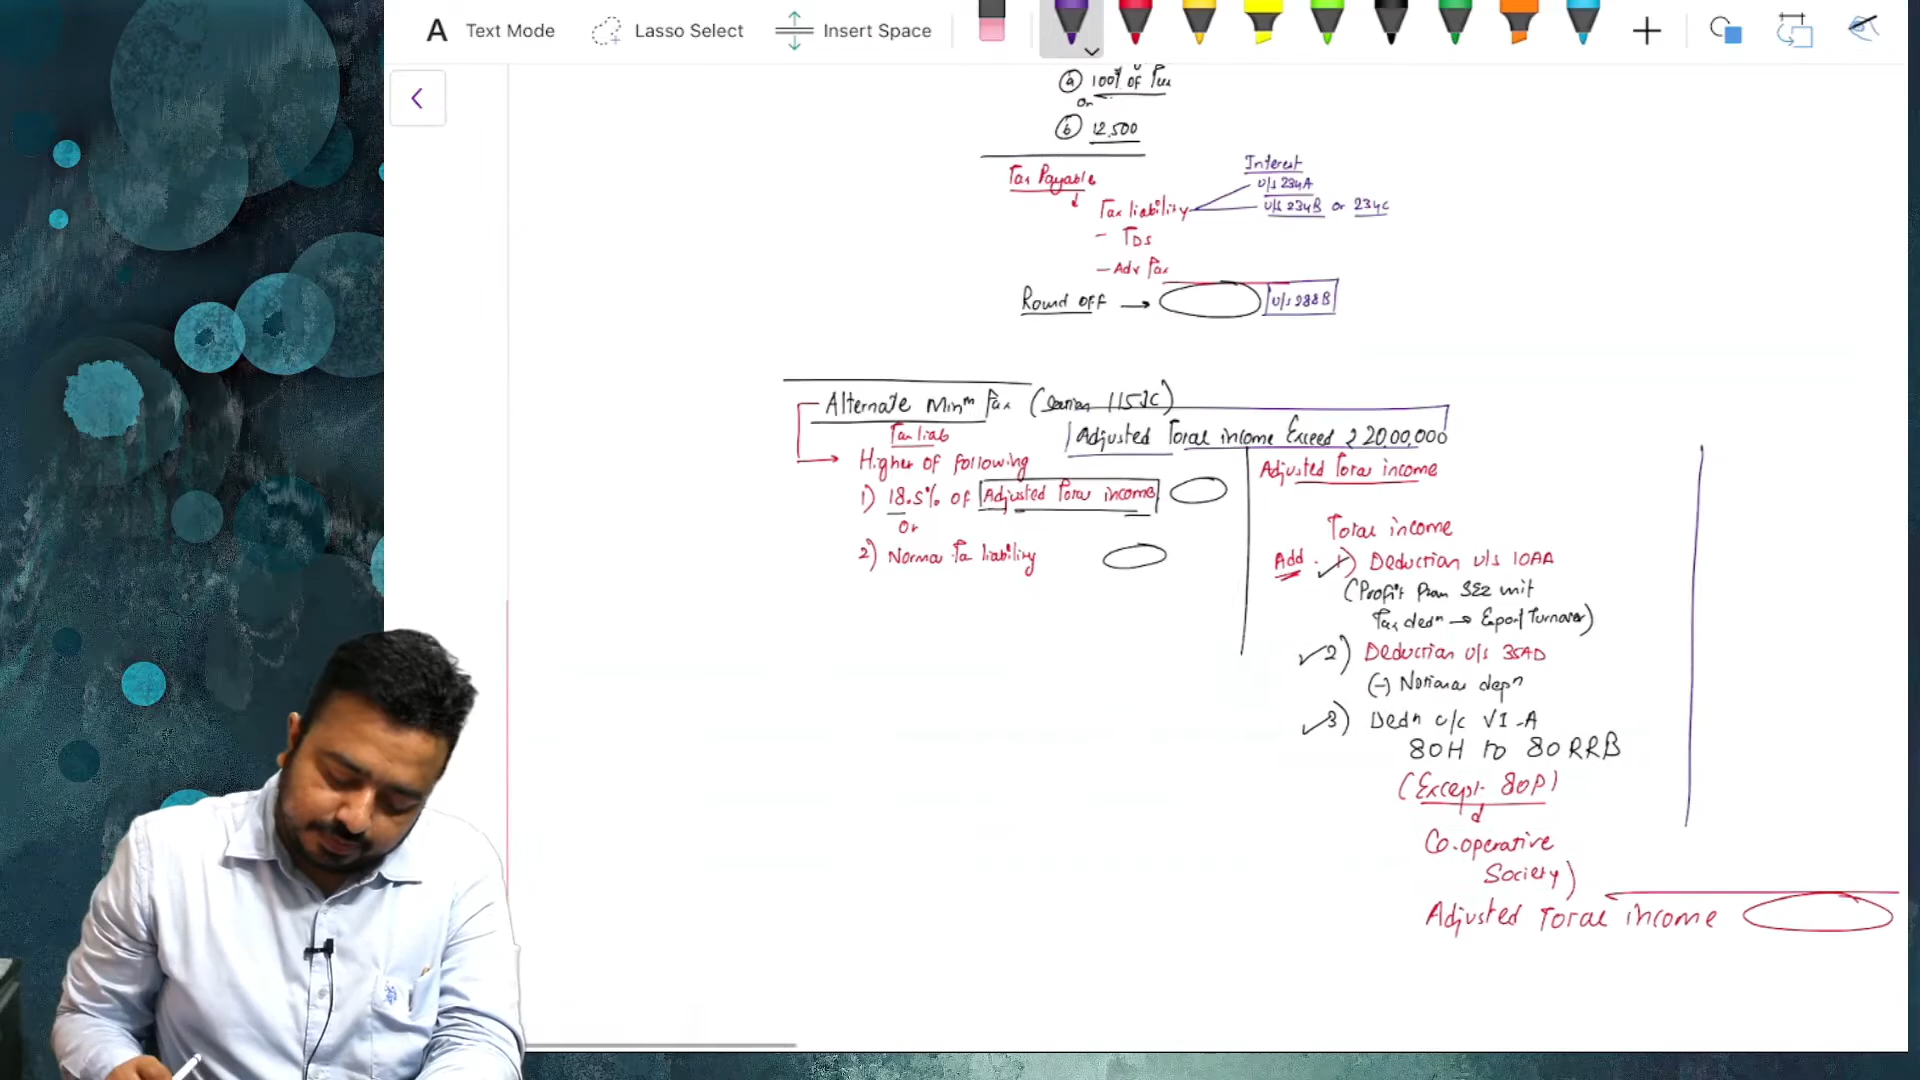 A Text Mode Lasso Select Insert Space
(a) 100% of Tax
Or
(b) 12,500
Tax Payable
Interest
u/s 234A
u/s 234B or 234C
Tax liability
- TDS
- Adv Tax
Round off → u/s 288B
Alternate Minm Tax (Section 115JC)
Adjusted Total income Exceed ₹ 20,00,000
Tax liab
Higher of following
1) 18.5% of Adjusted Total income
Or
2) Normal Tax liability
Adjusted Total income
Total income
Add 1) Deduction u/s 10AA
(Profit from SEZ unit
Tax dedn → Export Turnover)
2) Deduction u/s 35AD
(-) Notional depn
3) Dedn c/c VI-A
80H to 80RRB
(Except 80P)
Co.operative
Society)
Adjusted Total income